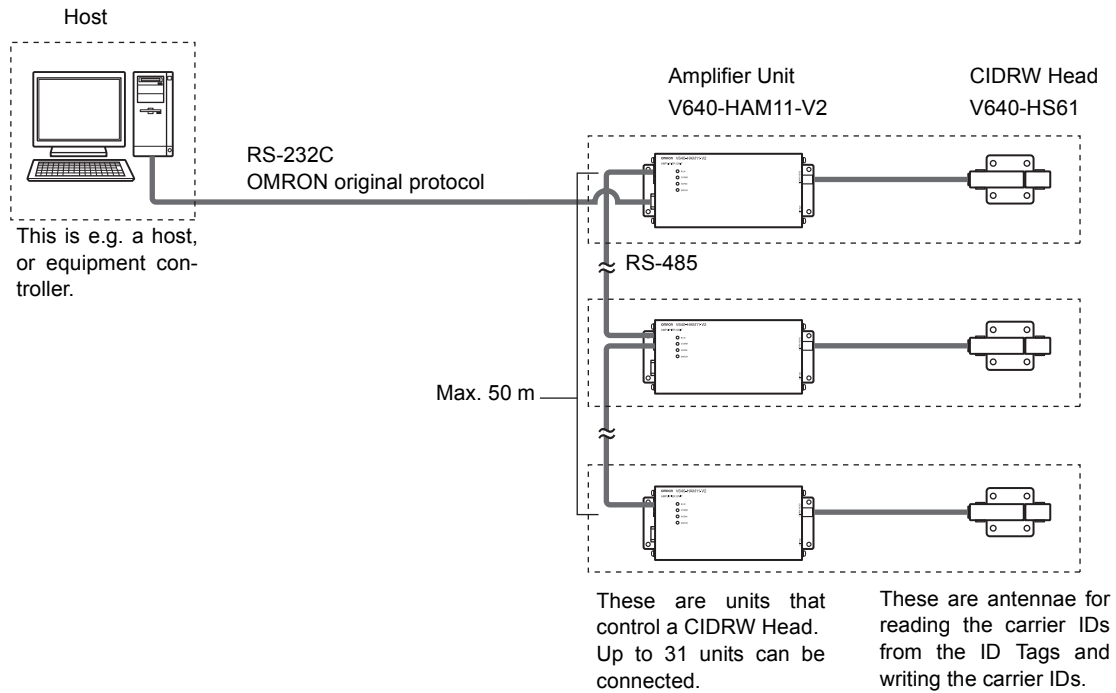 Host
Amplifier Unit
V640-HAM11-V2
CIDRW Head
V640-HS61
RS-232C
OMRON original protocol
This is e.g. a host,
or equipment con-
troller.
RS-485
Max. 50 m
These are units that
control a CIDRW Head.
Up to 31 units can be
connected.
These are antennae for
reading the carrier IDs
from the ID Tags and
writing the carrier IDs.